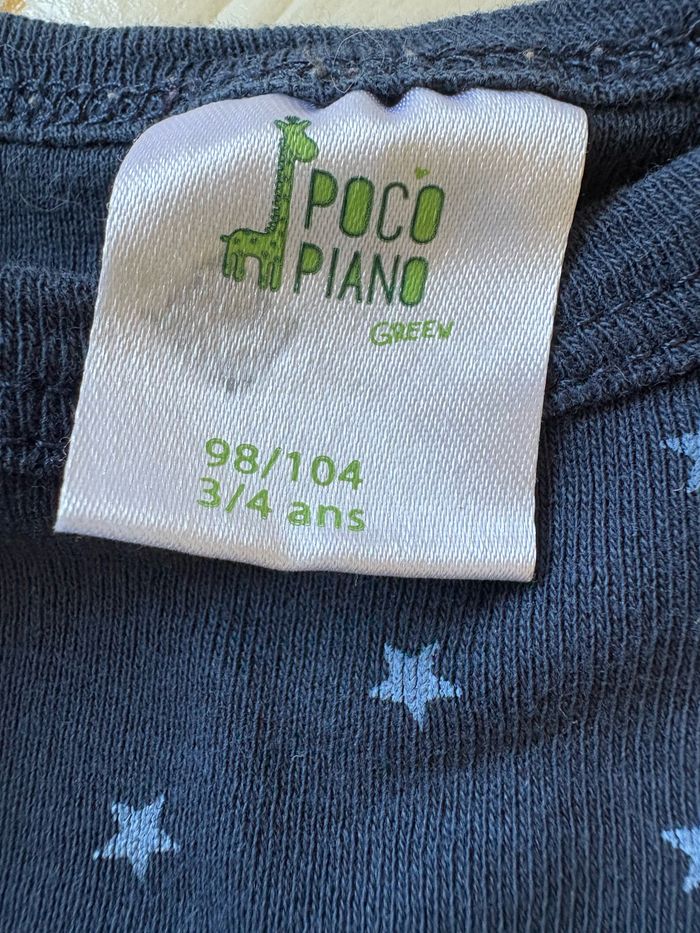 POCO
PIANO
GREEN
98/104
3/4 ans